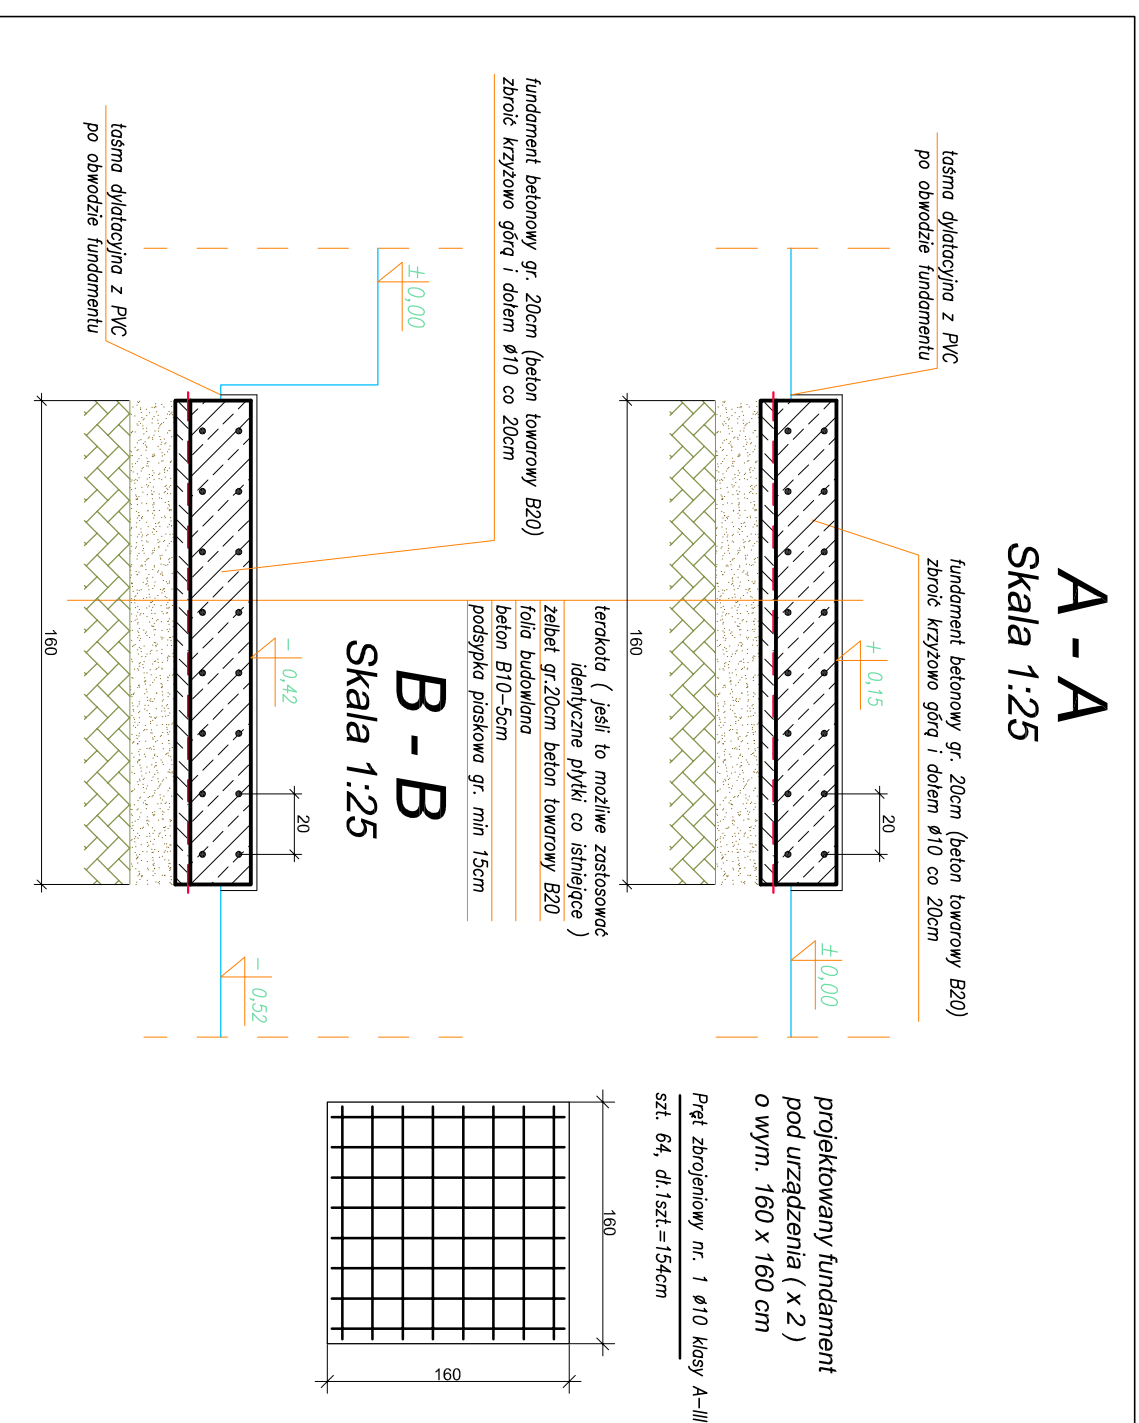 A - A
Skala 1:25
taśma dylatacyjna z PVC
po obwodzie fundamentu
fundament betonowy gr. 20cm (beton towarowy B20)
zbroić krzyżowo górą i dołem ø10 co 20cm
+ 0,15
20
±0,00
160
terakota ( jeśli to możliwe zastosować
identyczne płytki co istniejące )
żelbet gr.20cm beton towarowy B20
folia budowlana
beton B10-5cm
podsypka piaskowa gr. min 15cm
fundament betonowy gr. 20cm (beton towarowy B20)
zbroić krzyżowo górą i dołem ø10 co 20cm
B - B
Skala 1:25
±0,00
taśma dylatacyjna z PVC
po obwodzie fundamentu
- 0,42
20
- 0,52
160
projektowany fundament
pod urządzenia ( x 2 )
o wym. 160 x 160 cm
Pręt zbrojeniowy nr. 1 ø10 klasy A-III
szt. 64, dł.1szt.=154cm
160
160